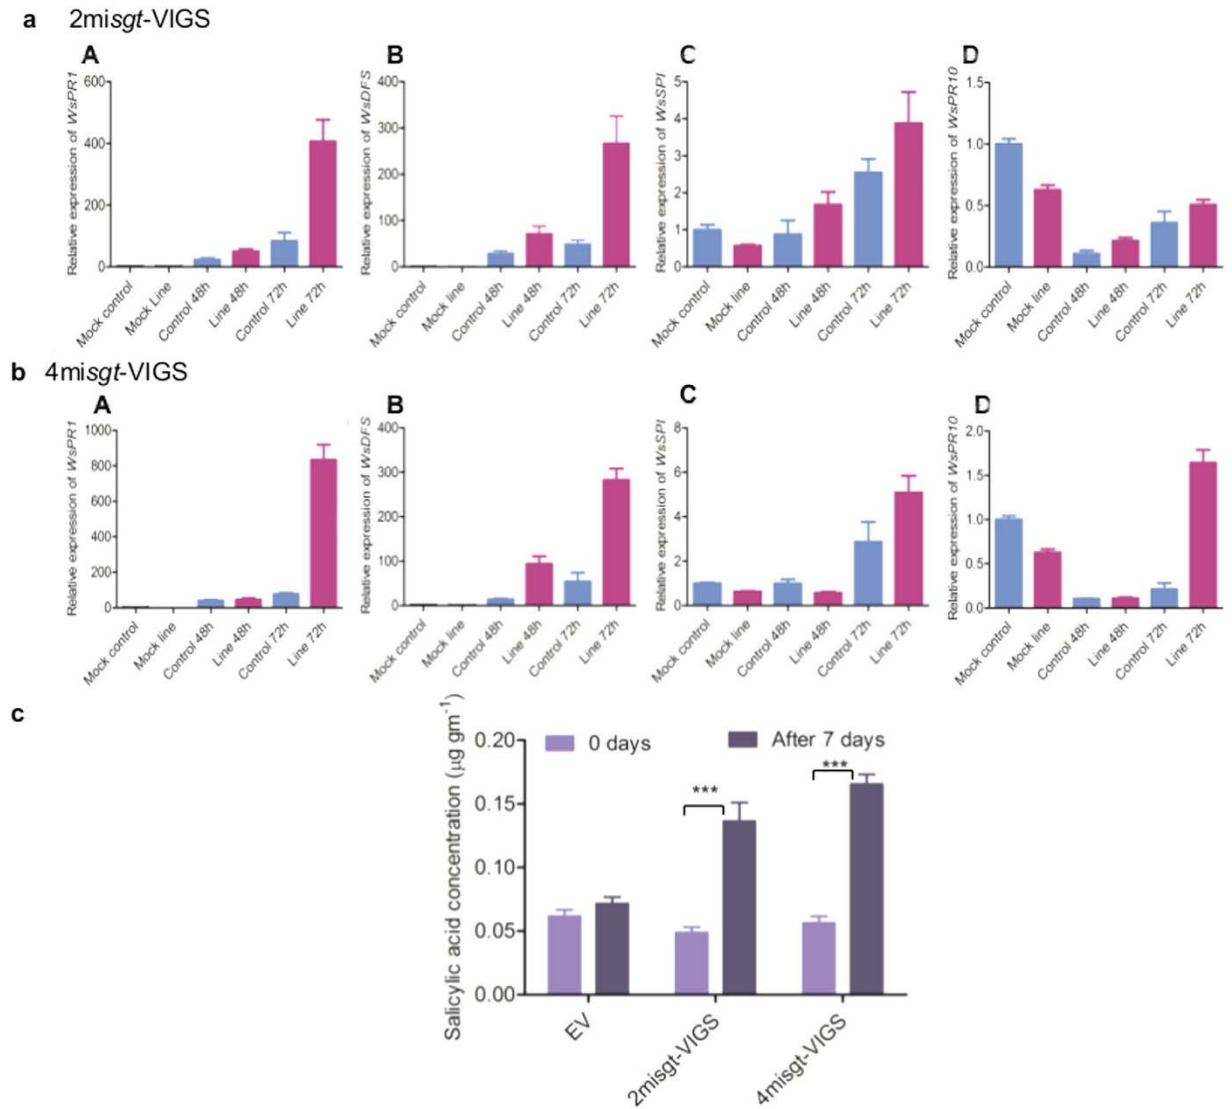 a 2misgt-VIGS
A
Relative expression of WsPR1
600
400
200
0
Mock control
Mock Line
Control 48h
Line 48h
Control 72h
Line 72h
B
Relative expression of WsDFS
400
300
200
100
0
Mock control
Mock line
Control 48h
Line 48h
Control 72h
Line 72h
C
Relative expression of WsSPI
5
4
3
2
1
0
Mock control
Mock line
Control 48h
Line 48h
Control 72h
Line 72h
D
Relative expression of WsPR10
1.5
1.0
0.5
0.0
Mock control
Mock line
Control 48h
Line 48h
Control 72h
Line 72h
b 4misgt-VIGS
A
Relative expression of WsPR1
1000
800
600
400
200
0
Mock control
Mock line
Control 48h
Line 48h
Control 72h
Line 72h
B
Relative expression of WsDFS
400
300
200
100
0
Mock control
Mock line
Control 48h
Line 48h
Control 72h
Line 72h
C
Relative expression of WsSPI
8
6
4
2
0
Mock control
Mock line
Control 48h
Line 48h
Control 72h
Line 72h
D
Relative expression of WsPR10
2.0
1.5
1.0
0.5
0.0
Mock control
Mock line
Control 48h
Line 48h
Control 72h
Line 72h
c
Salicylic acid concentration (µg gm⁻¹)
0.20
0.15
0.10
0.05
0.00
0 days
After 7 days
***
***
EV
2misgt-VIGS
4misgt-VIGS